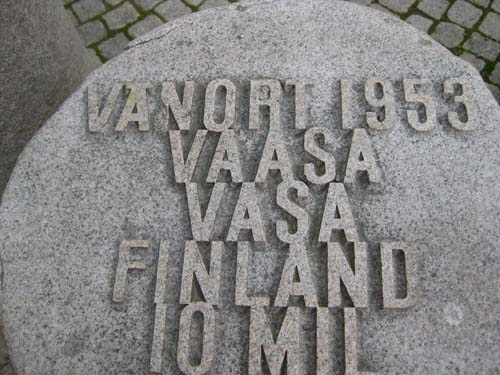 VÄNORT 1953
VAASA
VASA
FINLAND
10 MIL